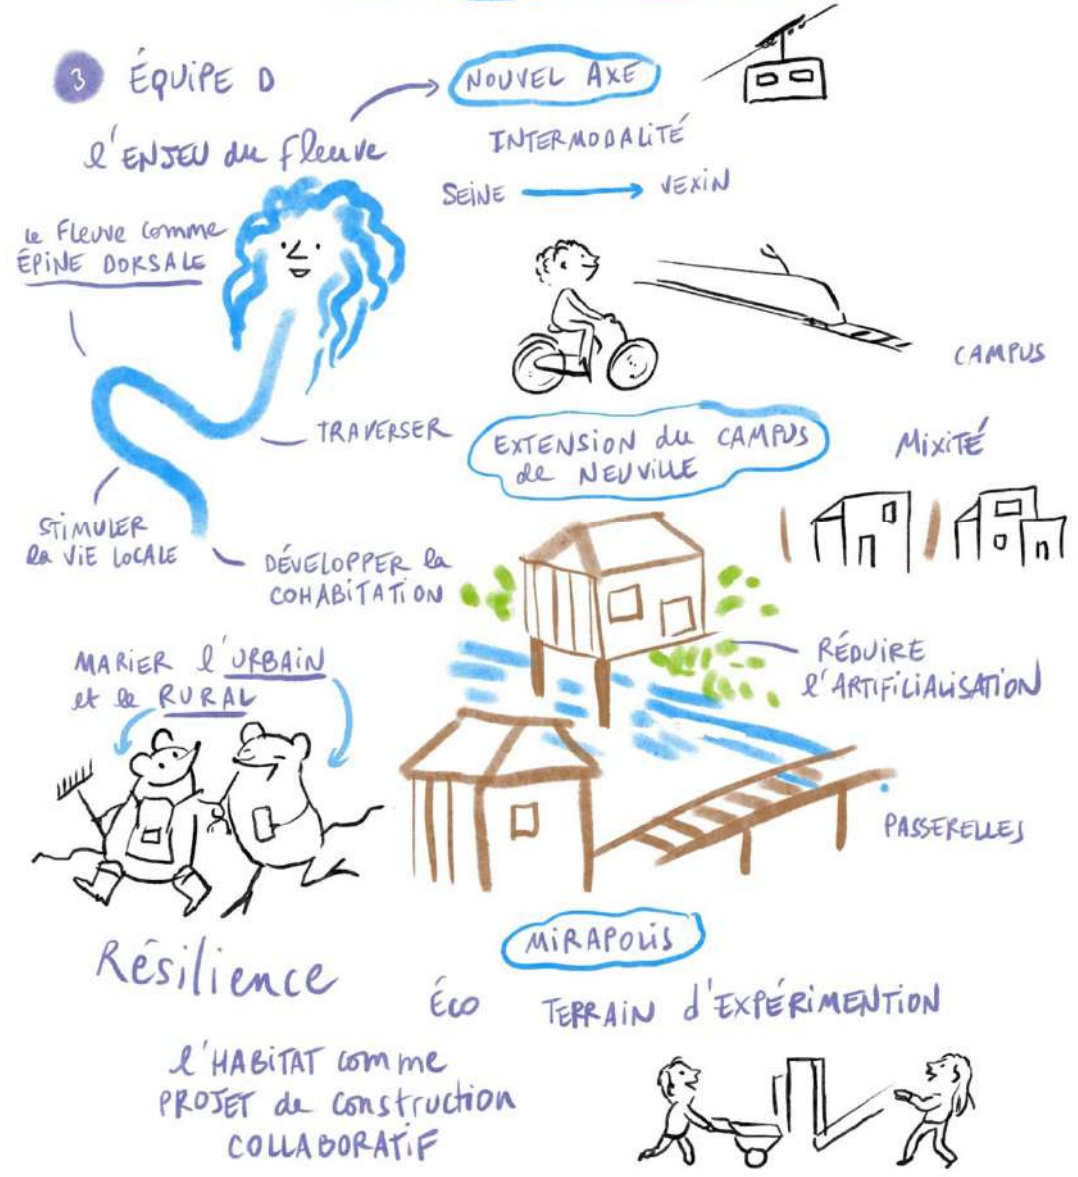 3 ÉQUIPE D
l'ENJEU du fleuve
le Fleuve comme
ÉPINE DORSALE
TRAVERSER
STIMULER
la ViE LOCALE
DÉVELOPPER la
COHABITATION
MARIER l'URBAIN
et le RURAL
Résilience
l'HABITAT comme
PROJET de construction
COLLABORATIF
NOUVEL AXE
INTERMODALITÉ
SEINE VEXIN
CAMPUS
EXTENSION du CAMPUS
de NEUVILLE
MIXITÉ
RÉDUIRE
l'ARTIFICIALISATION
PASSERELLES
MIRAPOLIS
ÉCO TERRAIN d'EXPÉRIMENTION